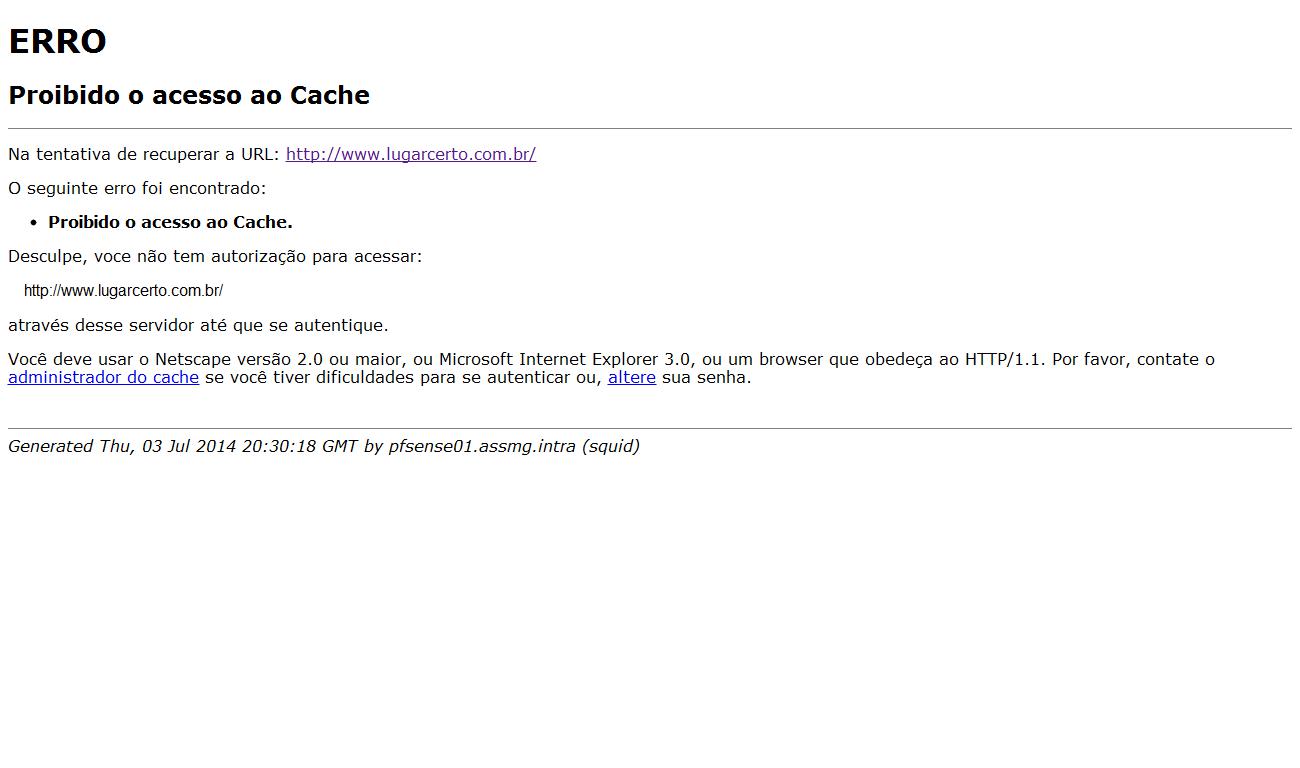 ERRO
Proibido o acesso ao Cache
Na tentativa de recuperar a URL: http://www.lugarcerto.com.br/
O seguinte erro foi encontrado:
• Proibido o acesso ao Cache.
Desculpe, voce não tem autorização para acessar:
http://www.lugarcerto.com.br/
através desse servidor até que se autentique.
Você deve usar o Netscape versão 2.0 ou maior, ou Microsoft Internet Explorer 3.0, ou um browser que obedeça ao HTTP/1.1. Por favor, contate o
administrador do cache se você tiver dificuldades para se autenticar ou, altere sua senha.
Generated Thu, 03 Jul 2014 20:30:18 GMT by pfsense01.assmg.intra (squid)